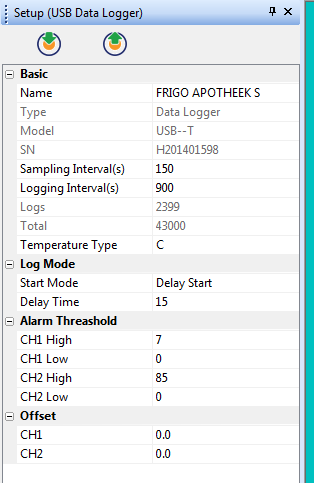 Setup (USB Data Logger)
Basic
Name FRIGO APOTHEEK S
Type Data Logger
Model USB--T
SN H201401598
Sampling Interval(s) 150
Logging Interval(s) 900
Logs 2399
Total 43000
Temperature Type C
Log Mode
Start Mode Delay Start
Delay Time 15
Alarm Threashold
CH1 High 7
CH1 Low 0
CH2 High 85
CH2 Low 0
Offset
CH1 0.0
CH2 0.0